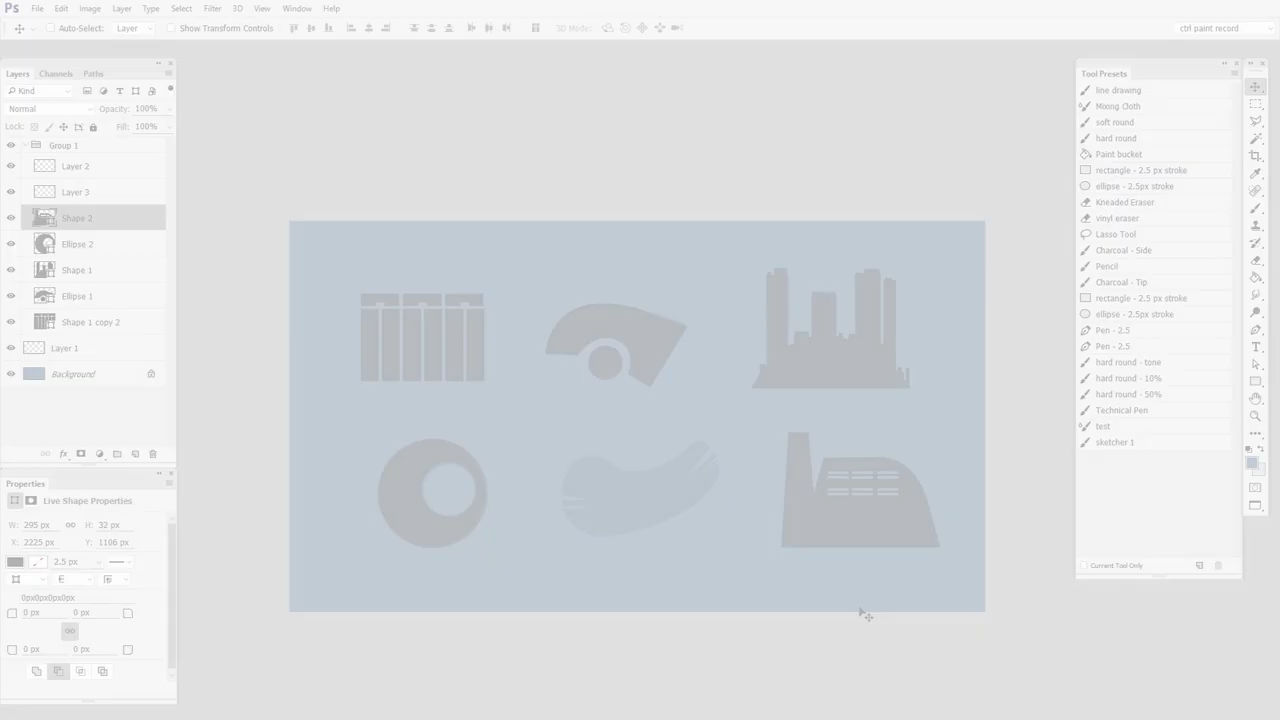 Ps File Edit Image Layer Type Select Filter 3D View Window Help
Auto-Select: Layer Show Transform Controls 3D Mode: ctrl paint record
Layers Channels Paths
Kind
Normal Opacity: 100%
Lock: Fill: 100%
Group 1
Layer 2
Layer 3
Shape 2
Ellipse 2
Shape 1
Ellipse 1
Shape 1 copy 2
Layer 1
Background
fx
Properties
Live Shape Properties
W: 295 px H: 32 px
X: 2225 px Y: 1106 px
2.5 px
0px0px0px0px
0 px 0 px
0 px 0 px
Tool Presets
line drawing
Mixing Cloth
soft round
hard round
Paint bucket
rectangle - 2.5 px stroke
ellipse - 2.5px stroke
Kneaded Eraser
vinyl eraser
Lasso Tool
Charcoal - Side
Pencil
Charcoal - Tip
rectangle - 2.5 px stroke
ellipse - 2.5px stroke
Pen - 2.5
Pen - 2.5
hard round - tone
hard round - 10%
hard round - 50%
Technical Pen
test
sketcher 1
Current Tool Only